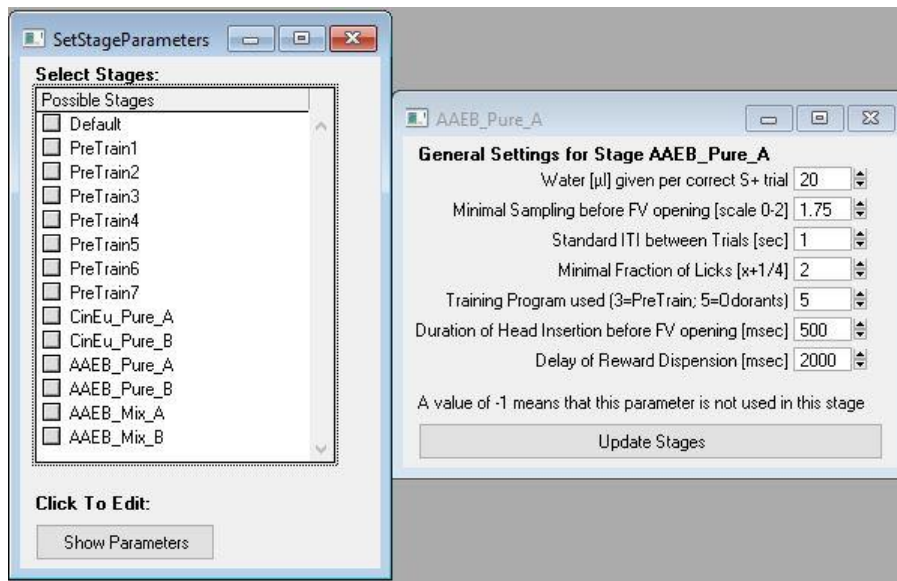 SetStageParameters
Select Stages:
Possible Stages
Default
PreTrain1
PreTrain2
PreTrain3
PreTrain4
PreTrain5
PreTrain6
PreTrain7
CinEu_Pure_A
CinEu_Pure_B
AAEB_Pure_A
AAEB_Pure_B
AAEB_Mix_A
AAEB_Mix_B
Click To Edit:
Show Parameters
AAEB_Pure_A
General Settings for Stage AAEB_Pure_A
Water [µl] given per correct S+ trial 20
Minimal Sampling before FV opening [scale 0-2] 1.75
Standard ITI between Trials [sec] 1
Minimal Fraction of Licks [x+1/4] 2
Training Program used (3=PreTrain; 5=Odorants) 5
Duration of Head Insertion before FV opening [msec] 500
Delay of Reward Dispension [msec] 2000
A value of -1 means that this parameter is not used in this stage
Update Stages